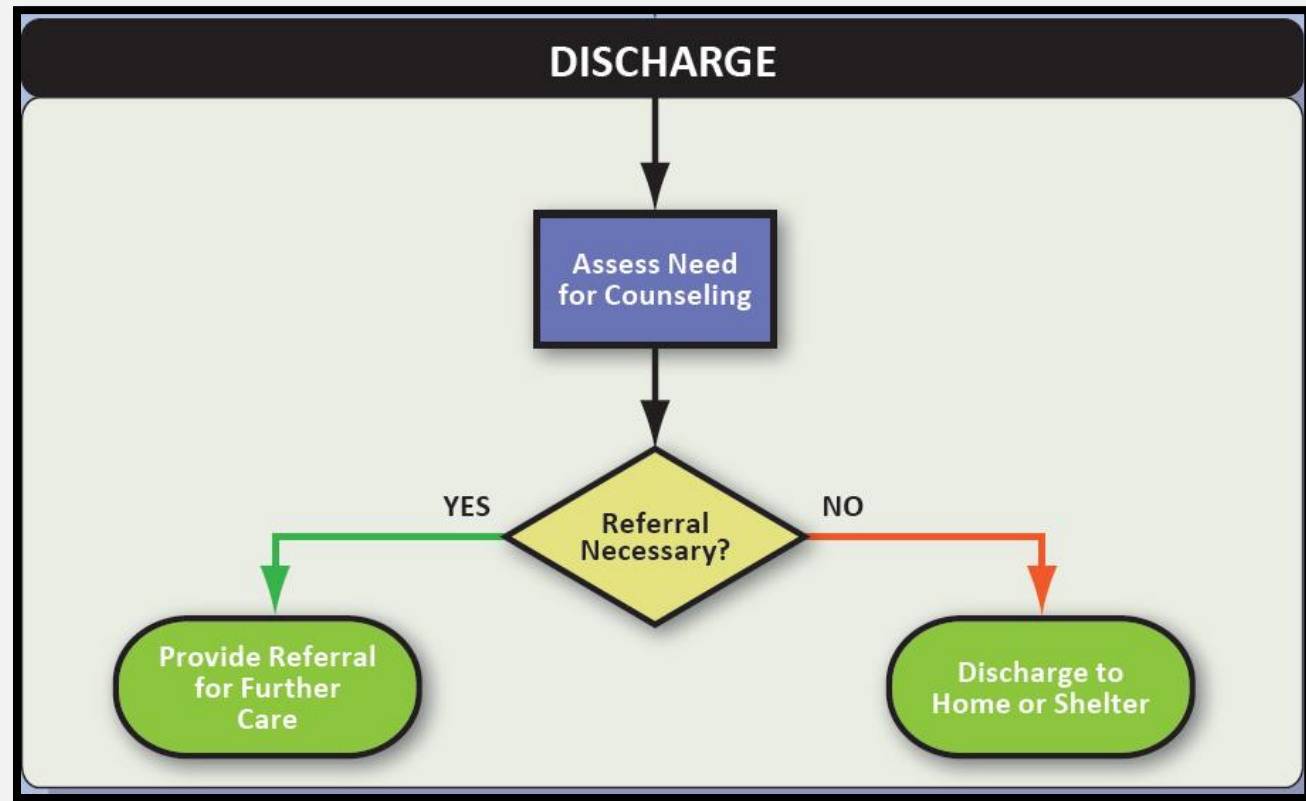 DISCHARGE
Assess Need
for Counseling
YES
NO
Referral
Necessary?
Provide Referral
for Further
Care
Discharge to
Home or Shelter